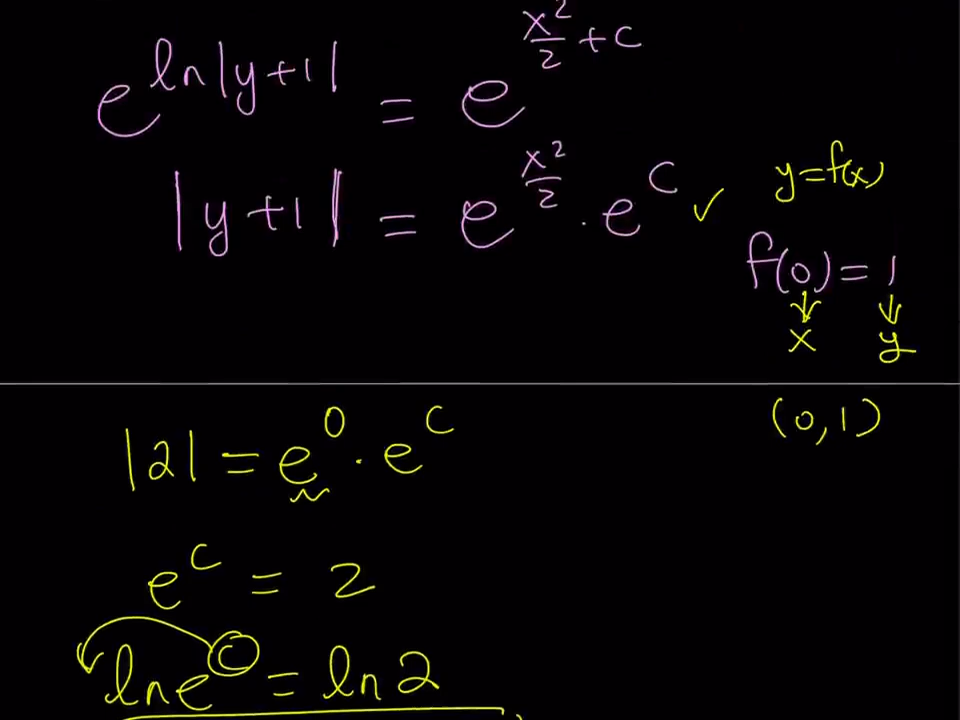 e^{ln|y+1|} = e^{x²/2 + C}
|y+1| = e^{x²/2} · e^C ✓
y=f(x)
f(0) = 1
↓ ↓
x y
(0,1)
|2| = e^0 · e^C
e^C = 2
ln e^C = ln 2